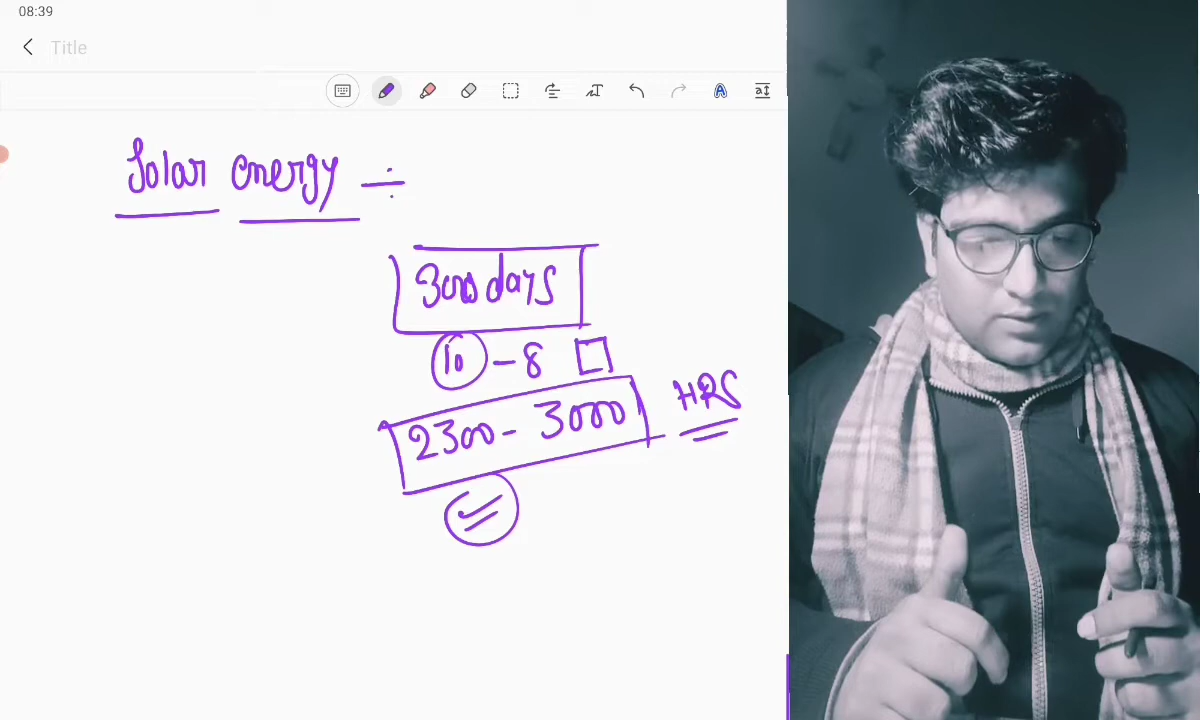 08:39
Title
Solar energy ÷
300 days
10 - 8
2300 - 3000 HRS